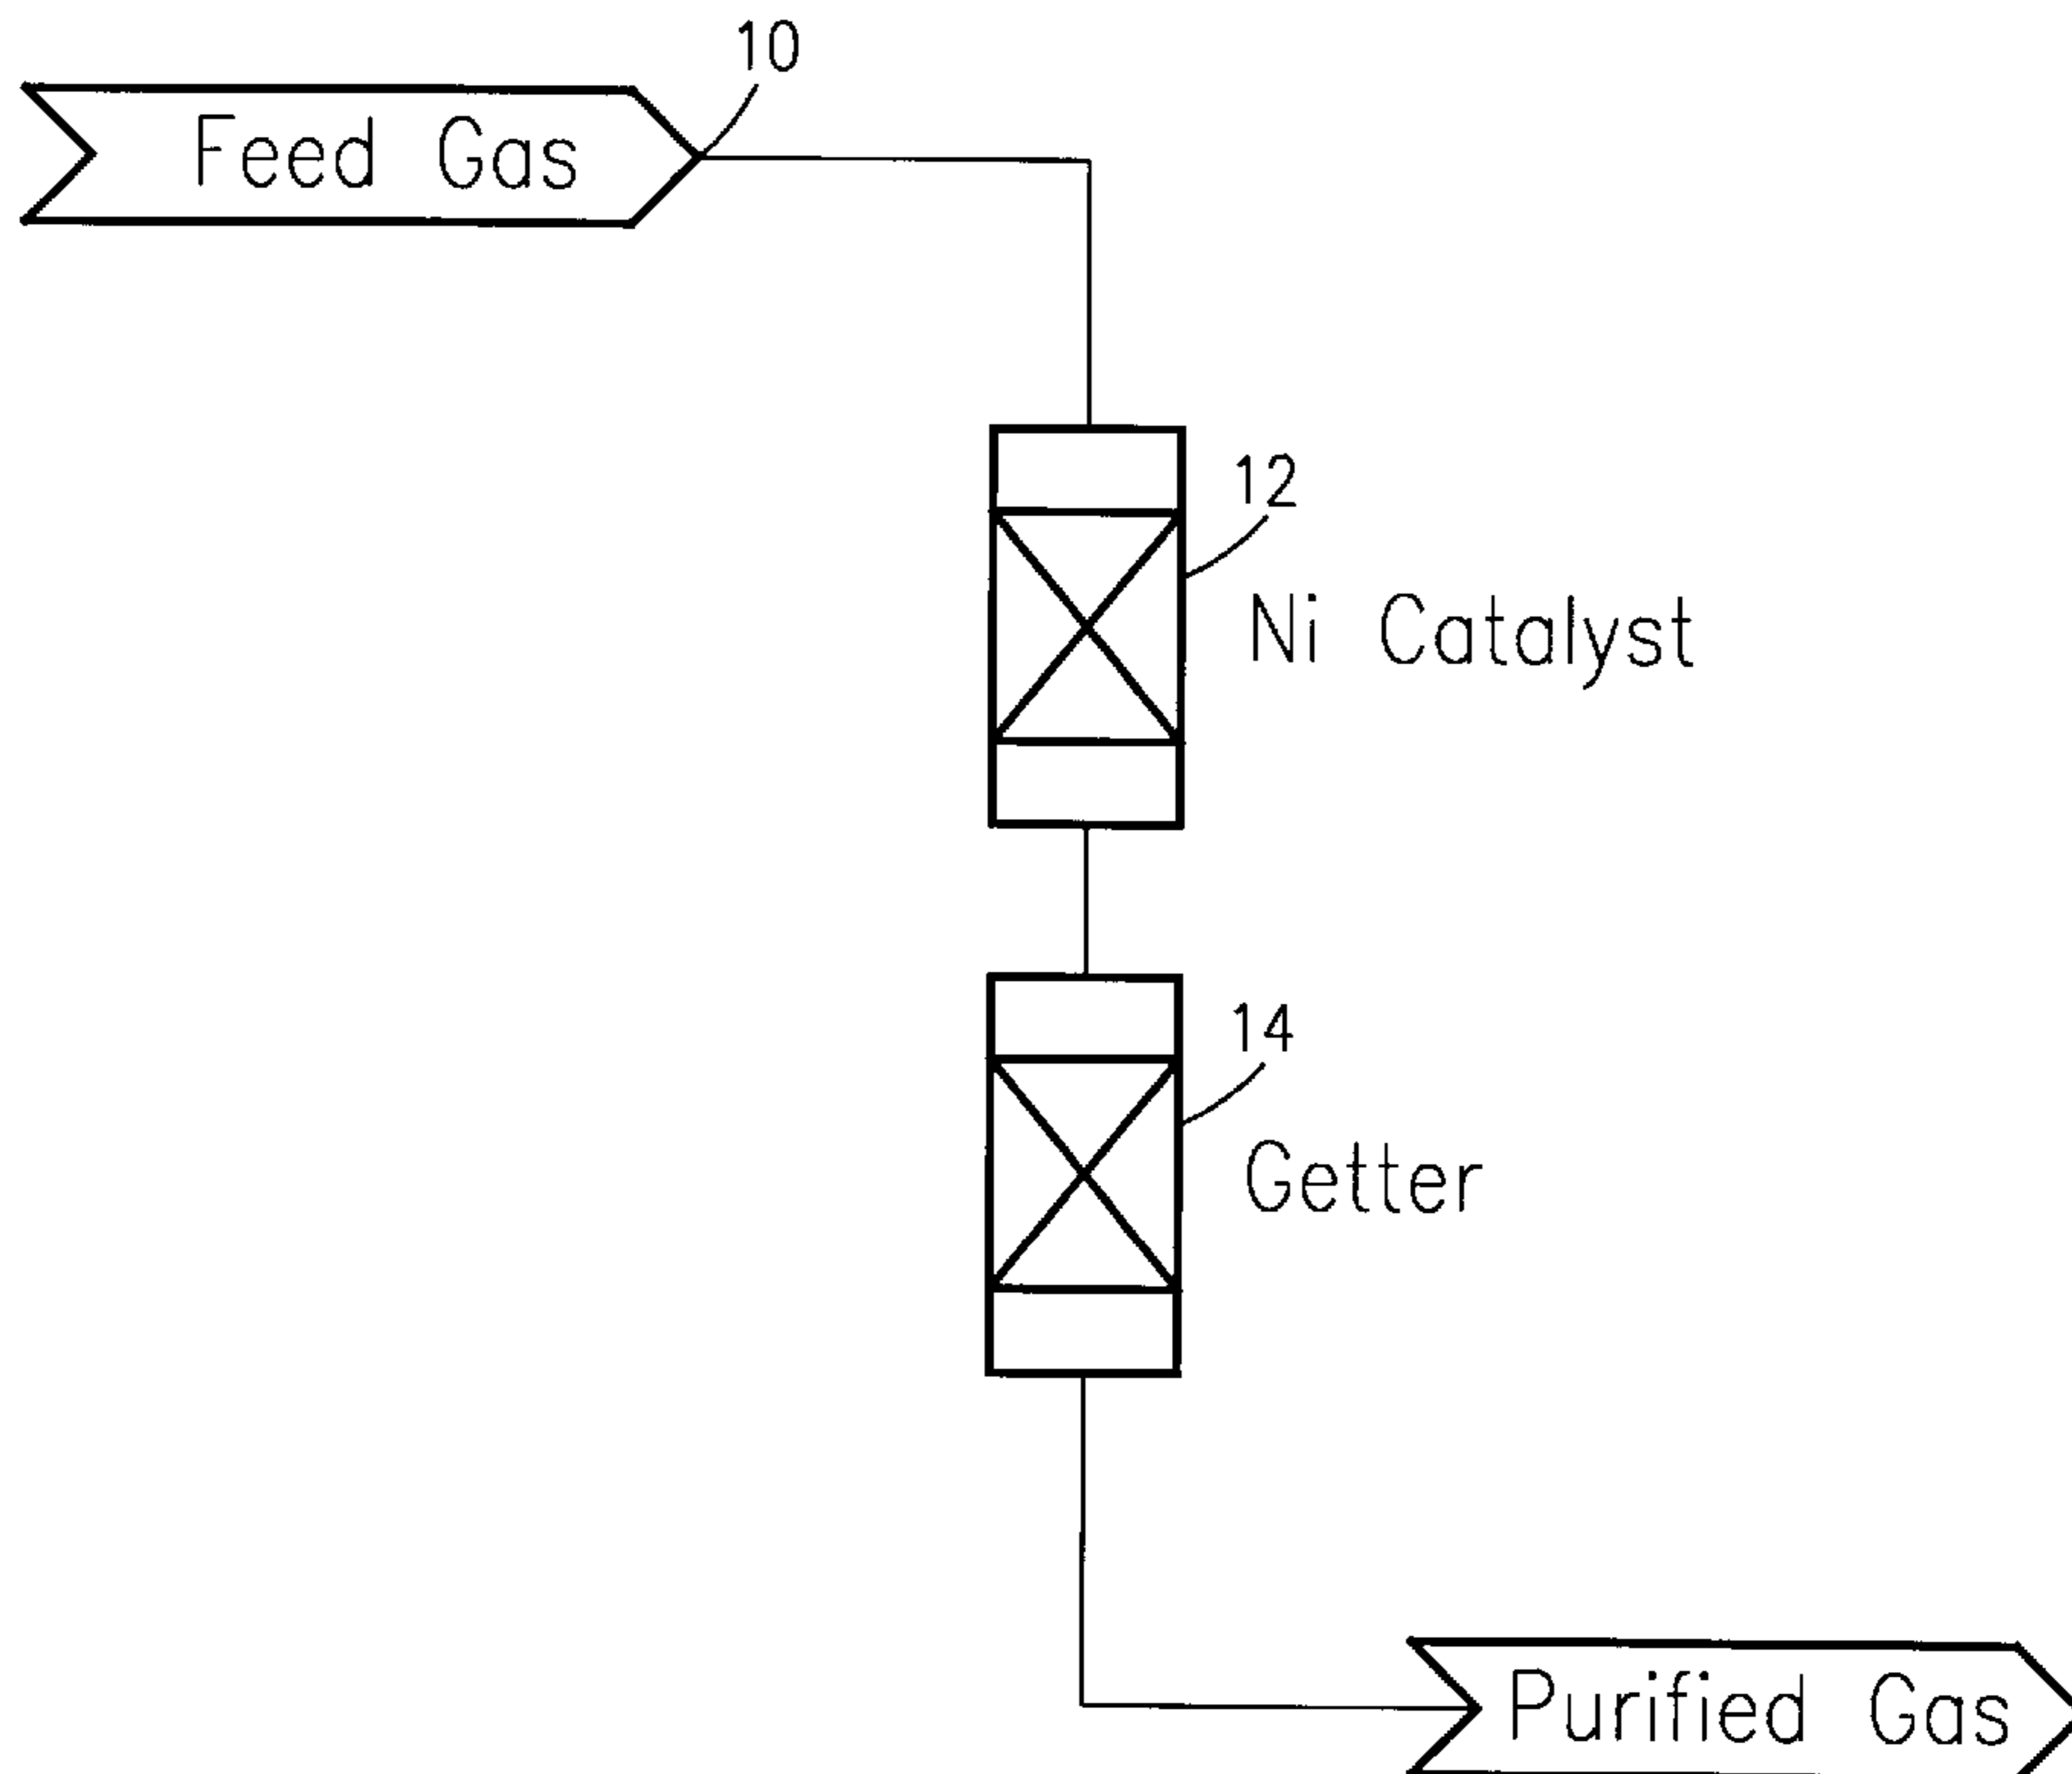 10
Feed Gas
12
Ni Catalyst
14
Getter
Purified Gas